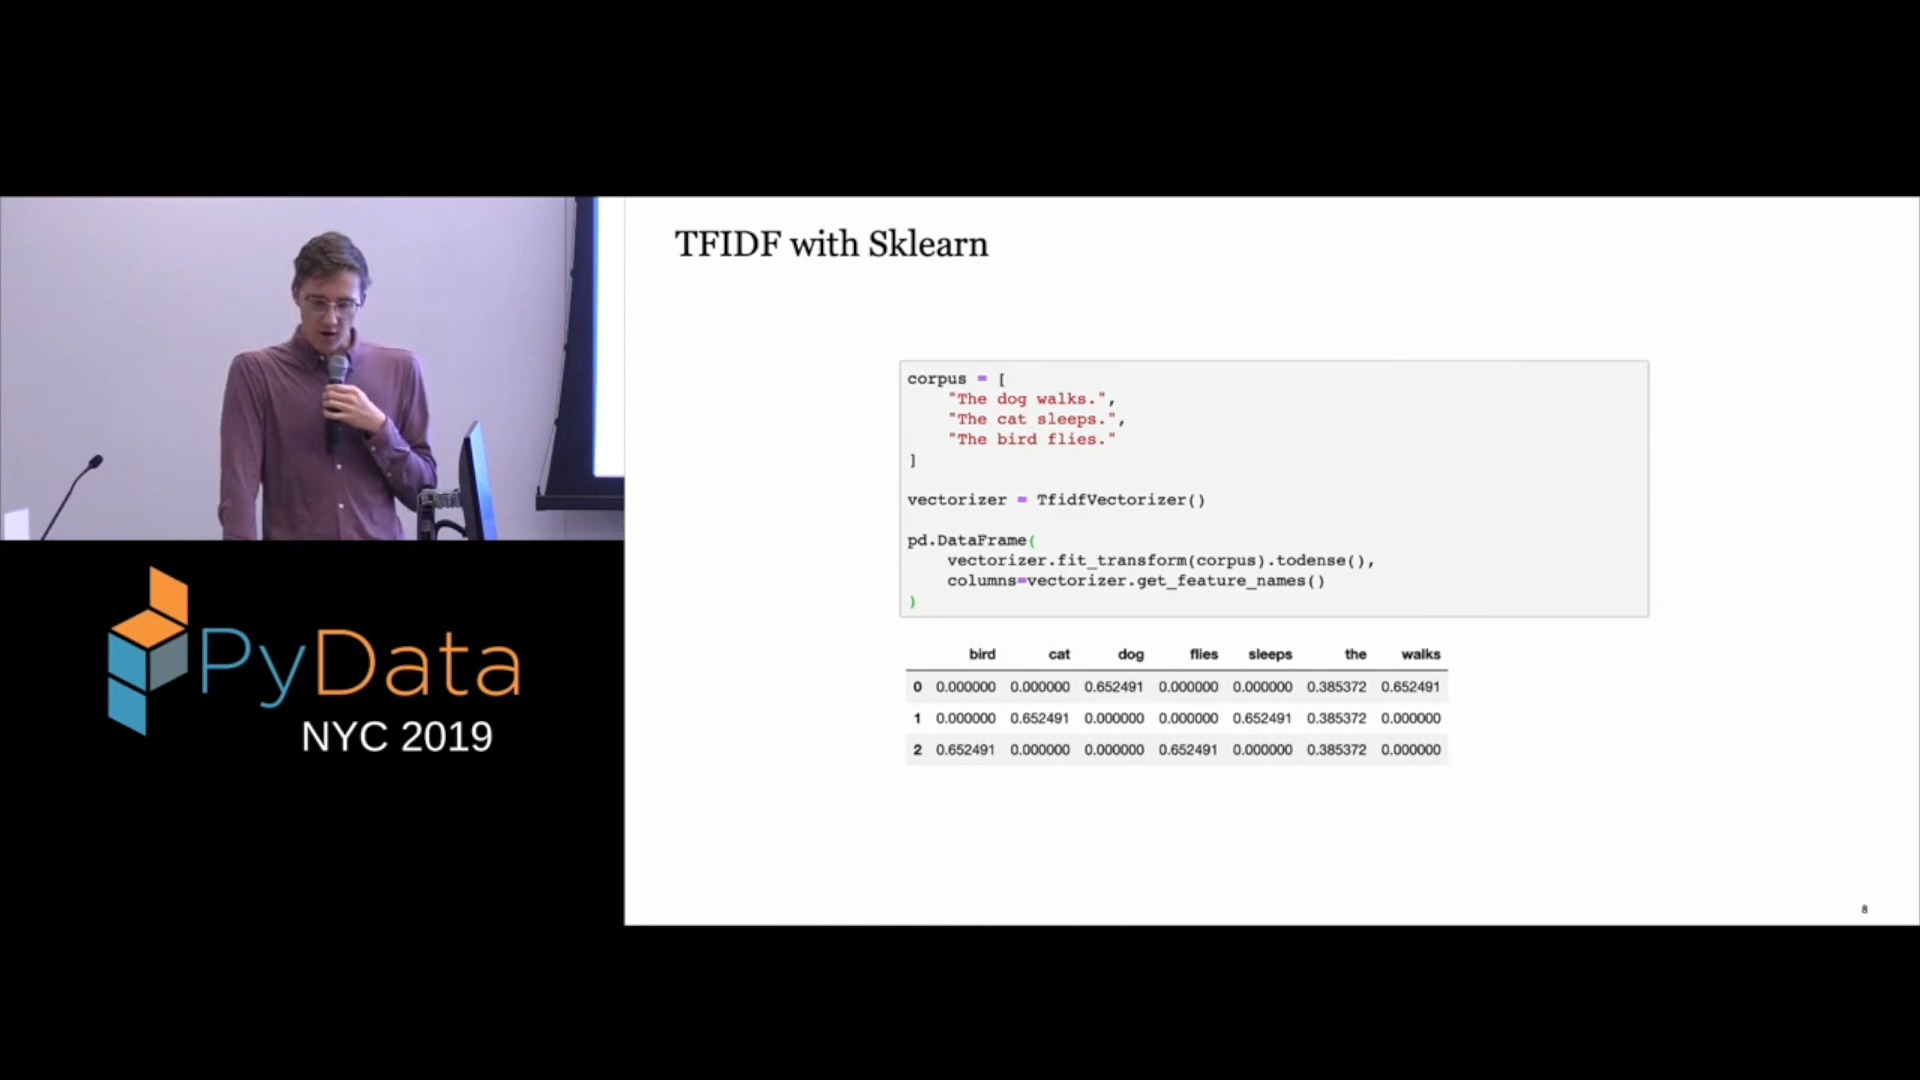 TFIDF with Sklearn
corpus = [
    "The dog walks.",
    "The cat sleeps.",
    "The bird flies."
]
vectorizer = TfidfVectorizer()
pd.DataFrame(
    vectorizer.fit_transform(corpus).todense(),
    columns=vectorizer.get_feature_names()
)
bird cat dog flies sleeps the walks
0 0.000000 0.000000 0.652491 0.000000 0.000000 0.385372 0.652491
1 0.000000 0.652491 0.000000 0.000000 0.652491 0.385372 0.000000
2 0.652491 0.000000 0.000000 0.652491 0.000000 0.385372 0.000000
8
PyData
NYC 2019